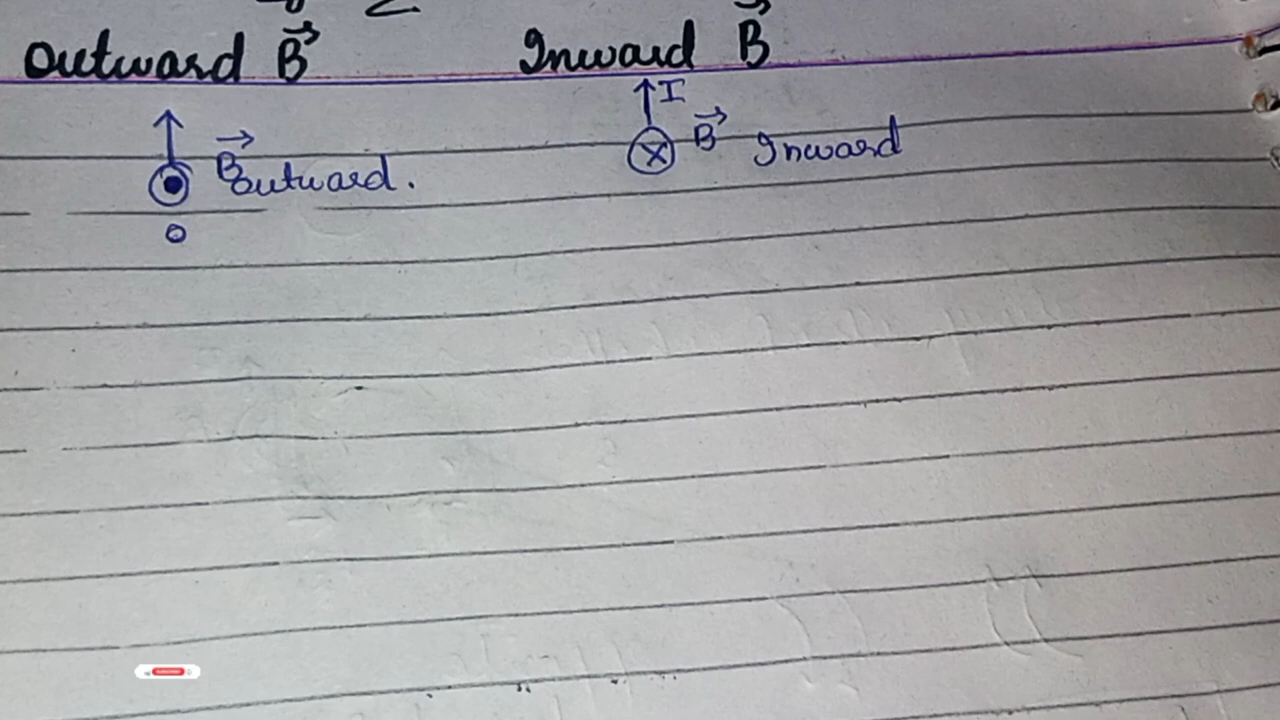 Outward B⃗ Inward B⃗
I
B⃗ outward.
B⃗ Inward